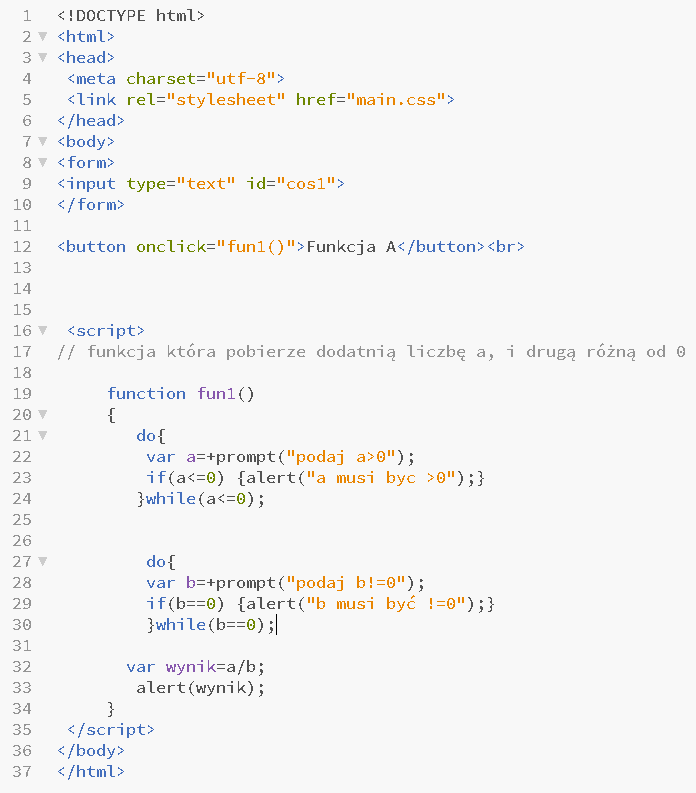 1 <!DOCTYPE html>
2 <html>
3 <head>
4 <meta charset="utf-8">
5 <link rel="stylesheet" href="main.css">
6 </head>
7 <body>
8 <form>
9 <input type="text" id="cos1">
10 </form>
11
12 <button onclick="fun1()">Funkcja A</button><br>
13
14
15
16 <script>
17 // funkcja która pobierze dodatnią liczbę a, i drugą różną od 0
18
19 function fun1()
20 {
21 do{
22 var a=+prompt("podaj a>0");
23 if(a<=0) {alert("a musi byc >0");}
24 }while(a<=0);
25
26
27 do{
28 var b=+prompt("podaj b!=0");
29 if(b==0) {alert("b musi być !=0");}
30 }while(b==0);
31
32 var wynik=a/b;
33 alert(wynik);
34 }
35 </script>
36 </body>
37 </html>